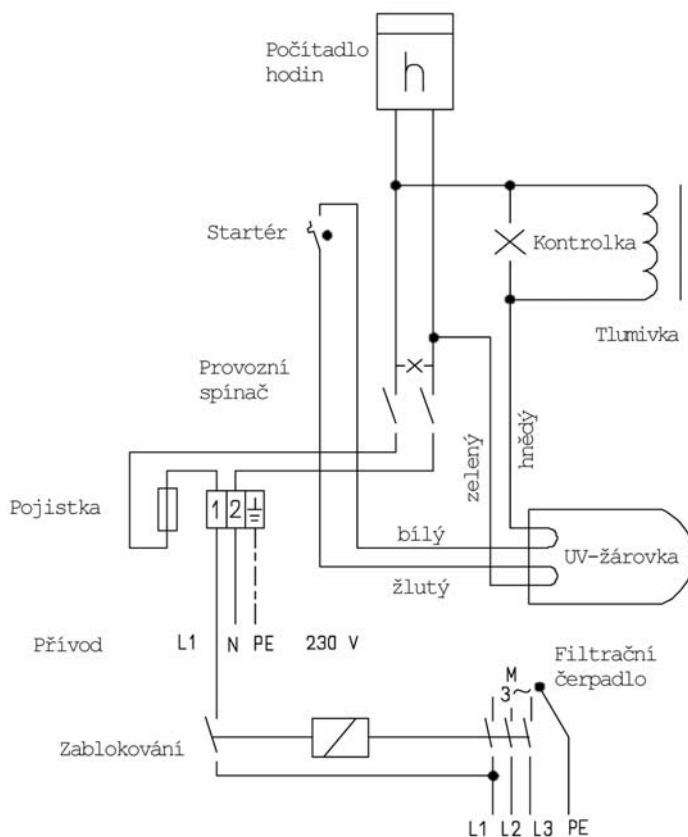 Počítadlo
hodin
h
Startér
Kontrolka
Tlumivka
Provozní
spínač
zelený
hnědý
Pojistka
1 2
bílý
UV-žárovka
žlutý
Přívod
L1 N PE 230 V
Filtrační
čerpadlo
M
3~
Zablokování
L1 L2 L3 PE